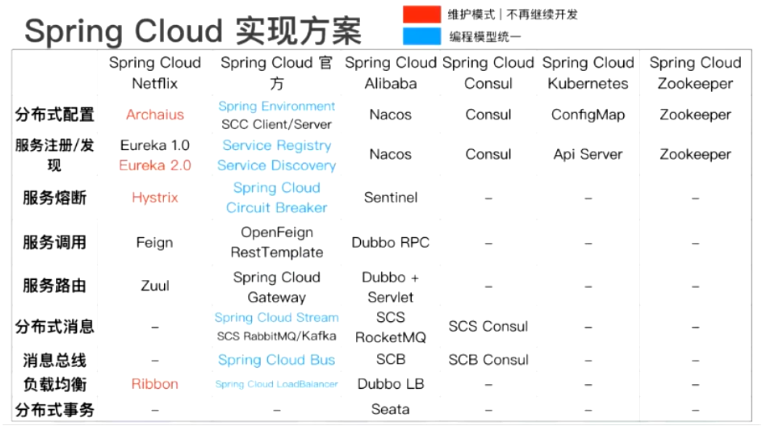 Spring Cloud 实现方案
维护模式 | 不再继续开发
编程模型统一
Spring Cloud Netflix
Spring Cloud 官方
Spring Cloud Alibaba
Spring Cloud Consul
Spring Cloud Kubernetes
Spring Cloud Zookeeper
分布式配置
Archaius
Spring Environment
SCC Client/Server
Nacos
Consul
ConfigMap
Zookeeper
服务注册/发现
Eureka 1.0
Eureka 2.0
Service Registry
Service Discovery
Nacos
Consul
Api Server
Zookeeper
服务熔断
Hystrix
Spring Cloud
Circuit Breaker
Sentinel
–
–
–
服务调用
Feign
OpenFeign
RestTemplate
Dubbo RPC
–
–
–
服务路由
Zuul
Spring Cloud
Gateway
Dubbo +
Servlet
–
–
–
分布式消息
–
Spring Cloud Stream
SCS RabbitMQ/Kafka
SCS
RocketMQ
SCS Consul
–
–
消息总线
–
Spring Cloud Bus
SCB
SCB Consul
–
–
负载均衡
Ribbon
Spring Cloud LoadBalancer
Dubbo LB
–
–
–
分布式事务
–
–
Seata
–
–
–